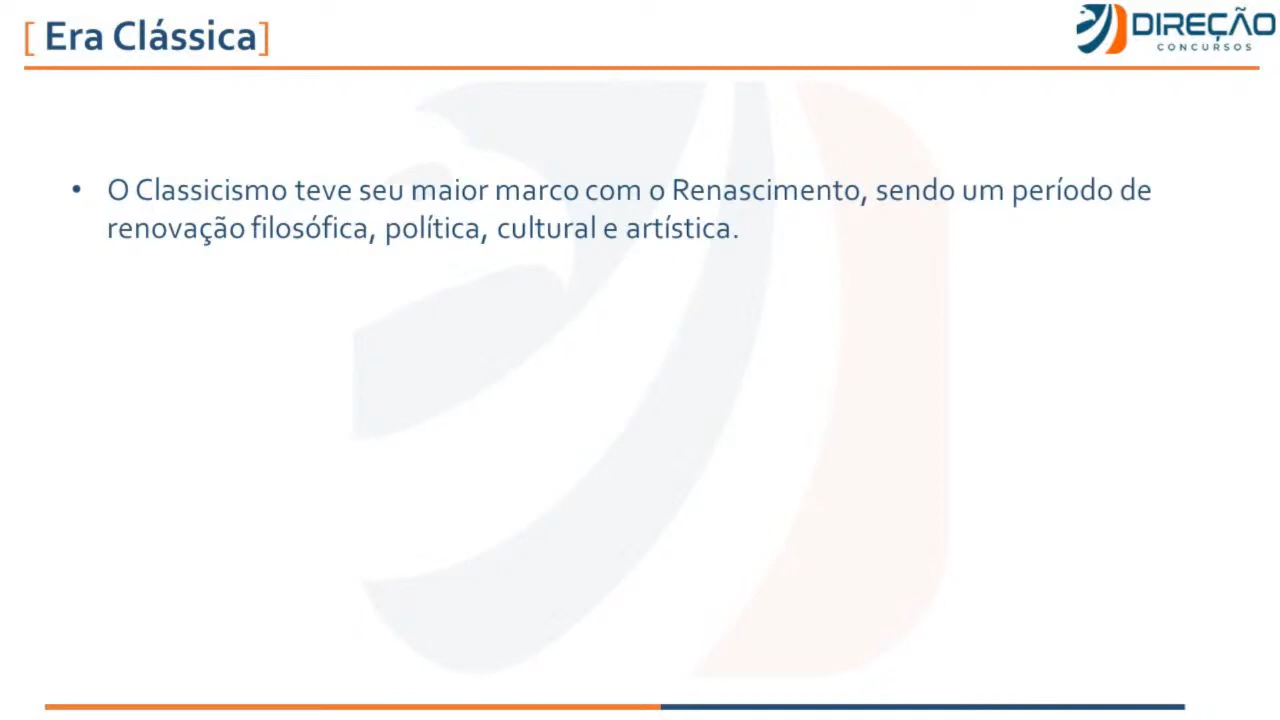 [ Era Clássica]
DIREÇÃO
CONCURSOS
• O Classicismo teve seu maior marco com o Renascimento, sendo um período de
renovação filosófica, política, cultural e artística.